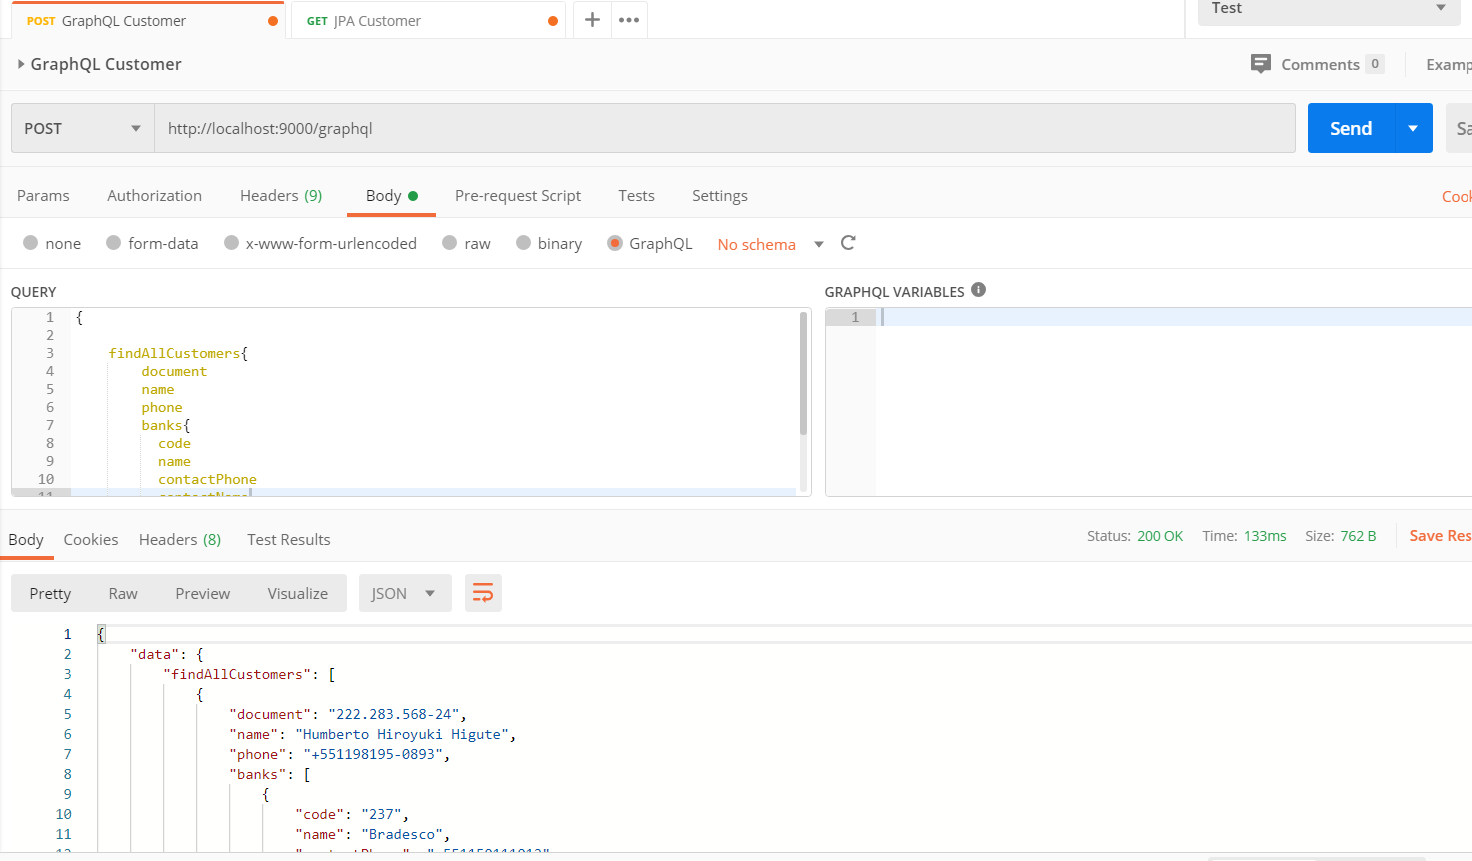 POST GraphQL Customer
GET JPA Customer
Test
GraphQL Customer
Comments 0
POST
http://localhost:9000/graphql
Send
Params Authorization Headers (9) Body Pre-request Script Tests Settings
none form-data x-www-form-urlencoded raw binary GraphQL No schema
QUERY
GRAPHQL VARIABLES
1 {
2
3 findAllCustomers{
4 document
5 name
6 phone
7 banks{
8 code
9 name
10 contactPhone
11 contactName
1
Body Cookies Headers (8) Test Results
Status: 200 OK Time: 133ms Size: 762 B Save Res
Pretty Raw Preview Visualize JSON
1 {
2 "data": {
3 "findAllCustomers": [
4 {
5 "document": "222.283.568-24",
6 "name": "Humberto Hiroyuki Higute",
7 "phone": "+551198195-0893",
8 "banks": [
9 {
10 "code": "237",
11 "name": "Bradesco",